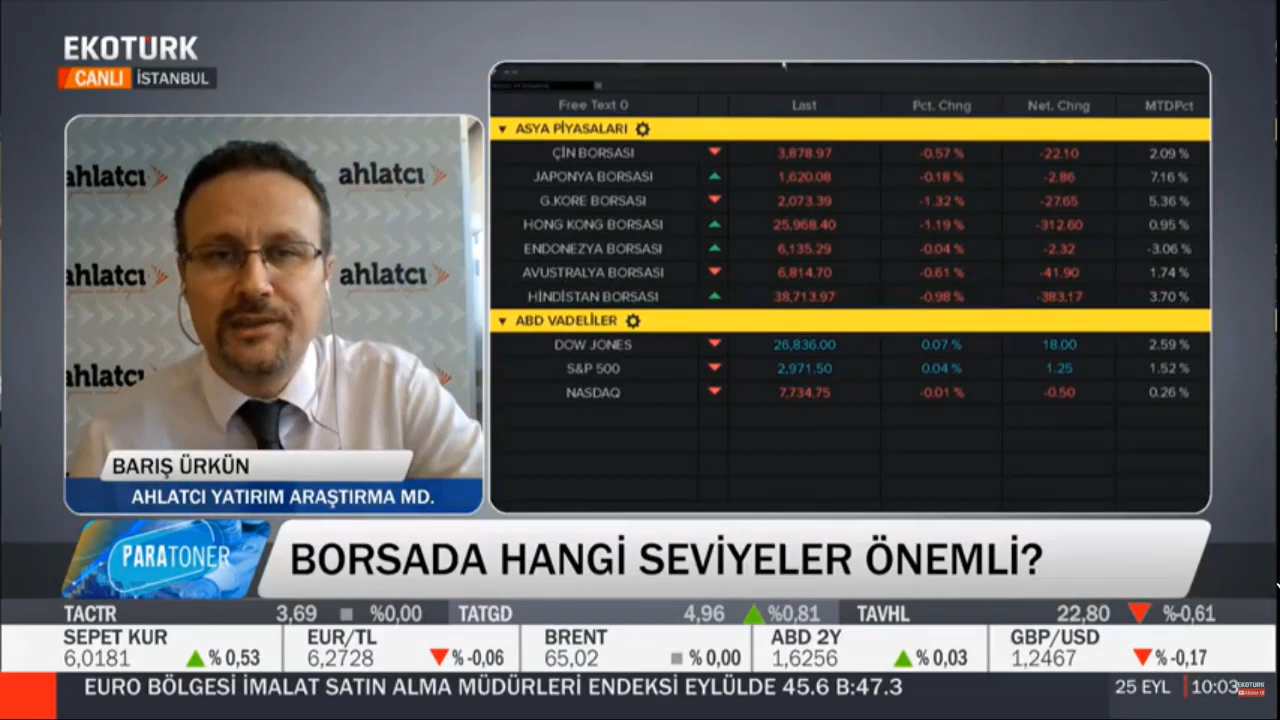 EKOTÜRK
CANLI İSTANBUL
ahlatcı ahlatcı
ahlatcı ahlatcı
ahlatcı
BARIŞ ÜRKÜN
AHLATCI YATIRIM ARAŞTIRMA MD.
Free Text 0 Last Pct. Chng Net. Chng MTDPct
ASYA PİYASALARI
ÇİN BORSASI 3,878.97 -0.57 % -22.10 2.09 %
JAPONYA BORSASI 1,620.08 -0.18 % -2.86 7.16 %
G.KORE BORSASI 2,073.39 -1.32 % -27.65 5.36 %
HONG KONG BORSASI 25,968.40 -1.19 % -312.60 0.95 %
ENDONEZYA BORSASI 6,135.29 -0.04 % -2.32 -3.06 %
AVUSTRALYA BORSASI 6,814.70 -0.61 % -41.90 1.74 %
HİNDİSTAN BORSASI 38,713.97 -0.98 % -383.17 3.70 %
ABD VADELİLER
DOW JONES 26,836.00 0.07 % 18.00 2.59 %
S&P 500 2,971.50 0.04 % 1.25 1.52 %
NASDAQ 7,734.75 -0.01 % -0.50 0.26 %
PARATONER
BORSADA HANGİ SEVİYELER ÖNEMLİ?
TACTR 3,69 %0,00 TATGD 4,96 %0,81 TAVHL 22,80 %-0,61
SEPET KUR EUR/TL BRENT ABD 2Y GBP/USD
6,0181 % 0,53 6,2728 % -0,06 65,02 % 0,00 1,6256 % 0,03 1,2467 % -0,17
EURO BÖLGESİ İMALAT SATIN ALMA MÜDÜRLERİ ENDEKSİ EYLÜLDE 45.6 B:47.3
25 EYL 10:03
EKOTÜRK